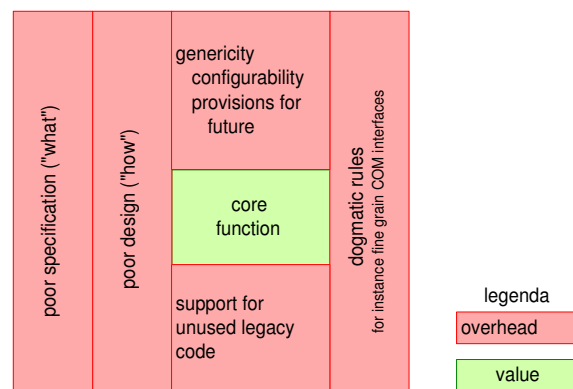 poor specification ("what")
poor design ("how")
genericity
configurability
provisions for
future
core
function
support for
unused legacy
code
dogmatic rules
for instance fine grain COM interfaces
legenda
overhead
value